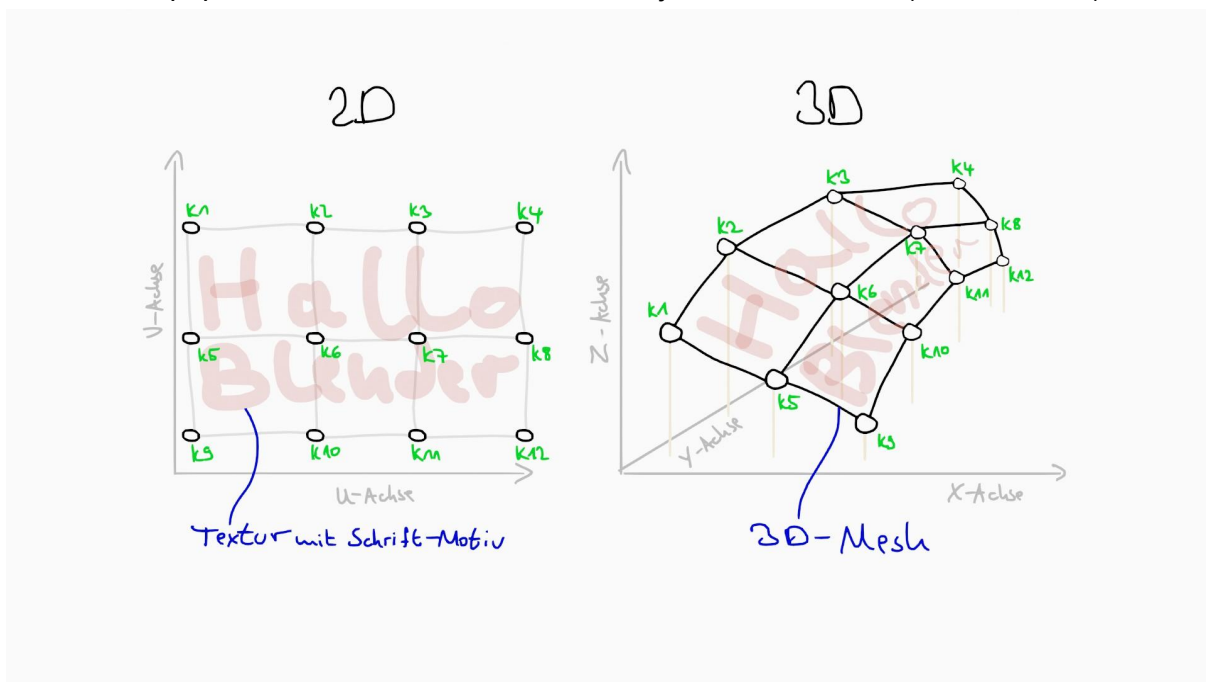 2D
3D
K1
K2
K3
K4
Hallo
K5
K6
K7
K8
Blender
K9
K10
K11
K12
V-Achse
U-Achse
Textur mit Schrift-Motiv
K1
K2
K3
K4
Hallo
K5
K6
K7
K8
Blender
K9
K10
K11
K12
Z-Achse
Y-Achse
X-Achse
3D-Mesh